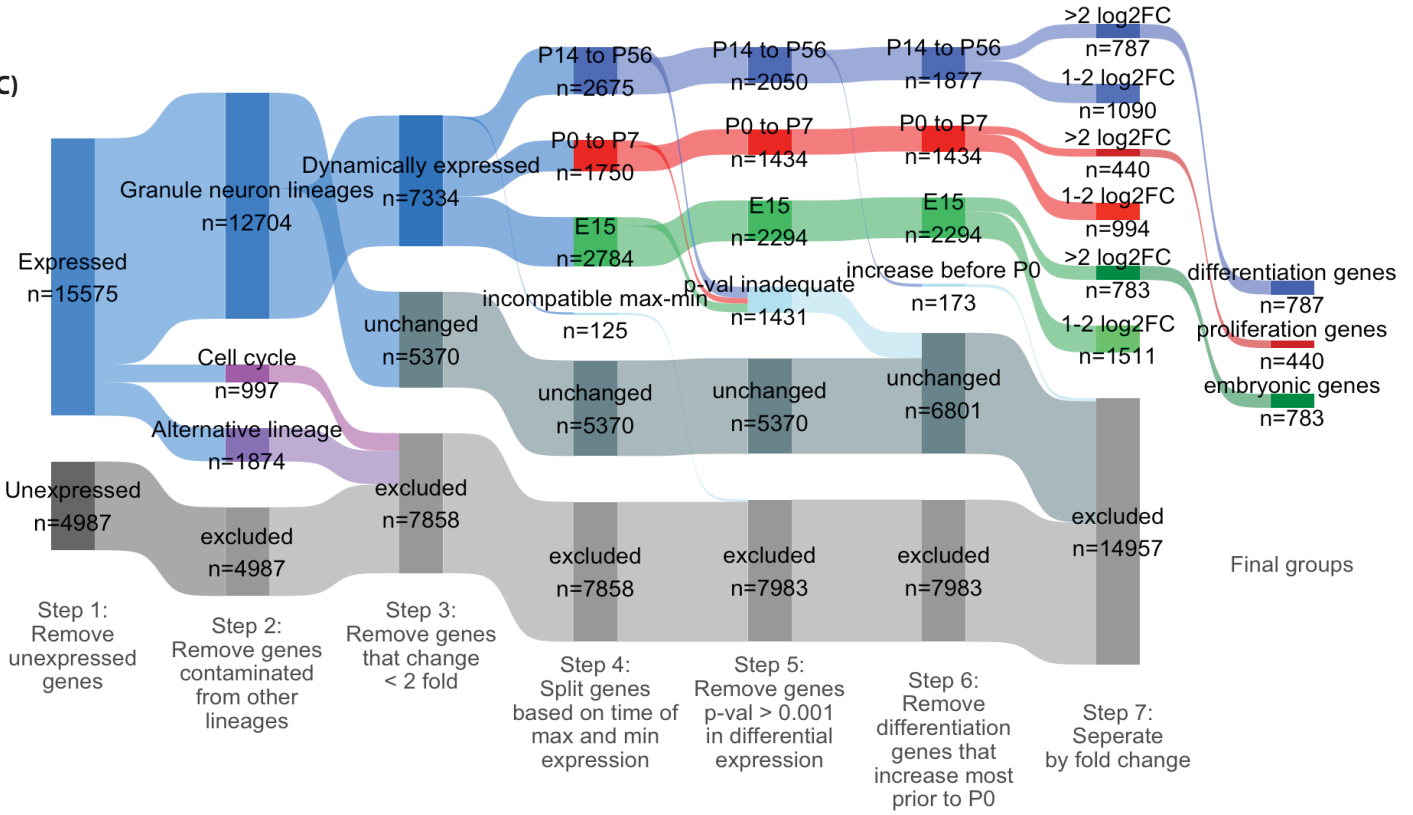 C)
Expressed
n=15575
Unexpressed
n=4987
Step 1:
Remove
unexpressed
genes
Granule neuron lineages
n=12704
Cell cycle
n=997
Alternative lineage
n=1874
excluded
n=4987
Step 2:
Remove genes
contaminated
from other
lineages
Dynamically expressed
n=7334
unchanged
n=5370
excluded
n=7858
Step 3:
Remove genes
that change
< 2 fold
P14 to P56
n=2675
P0 to P7
n=1750
E15
n=2784
incompatible max-min
n=125
unchanged
n=5370
excluded
n=7858
Step 4:
Split genes
based on time of
max and min
expression
P14 to P56
n=2050
P0 to P7
n=1434
E15
n=2294
p-val inadequate
n=1431
unchanged
n=5370
excluded
n=7983
Step 5:
Remove genes
p-val > 0.001
in differential
expression
P14 to P56
n=1877
P0 to P7
n=1434
E15
n=2294
increase before P0
n=173
unchanged
n=6801
excluded
n=7983
Step 6:
Remove
differentiation
genes that
increase most
prior to P0
>2 log2FC
n=787
1-2 log2FC
n=1090
>2 log2FC
n=440
1-2 log2FC
n=994
>2 log2FC
n=783
1-2 log2FC
n=1511
excluded
n=14957
Step 7:
Seperate
by fold change
differentiation genes
n=787
proliferation genes
n=440
embryonic genes
n=783
Final groups